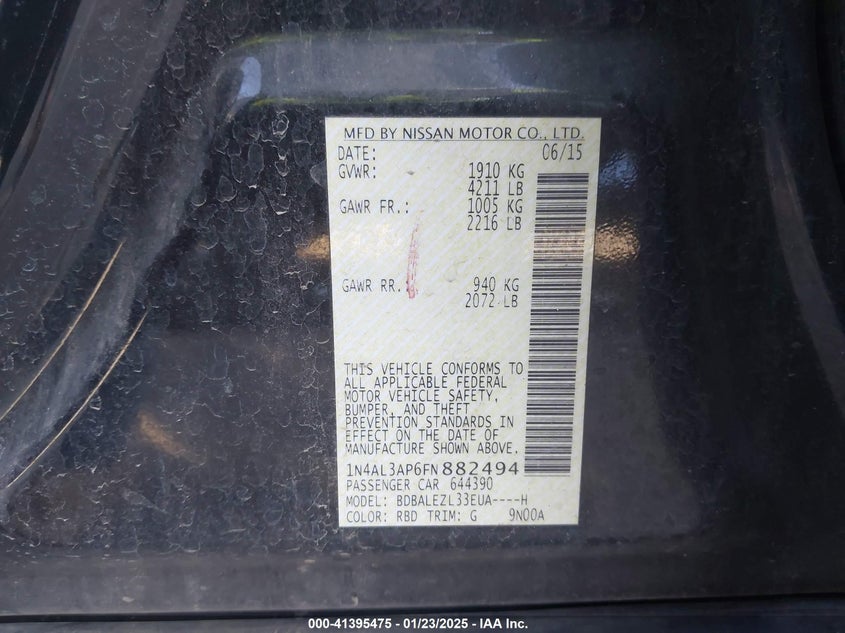 MFD BY NISSAN MOTOR CO., LTD.
DATE: 06/15
GVWR: 1910 KG
4211 LB
GAWR FR.: 1005 KG
2216 LB
GAWR RR.: 940 KG
2072 LB
THIS VEHICLE CONFORMS TO
ALL APPLICABLE FEDERAL
MOTOR VEHICLE SAFETY,
BUMPER, AND THEFT
PREVENTION STANDARDS IN
EFFECT ON THE DATE OF
MANUFACTURE SHOWN ABOVE.
1N4AL3AP6FN882494
PASSENGER CAR 644390
MODEL: BDBALEZL33EUA----H
COLOR: RBD TRIM: G 9N00A
000-41395475 - 01/23/2025 - IAA Inc.